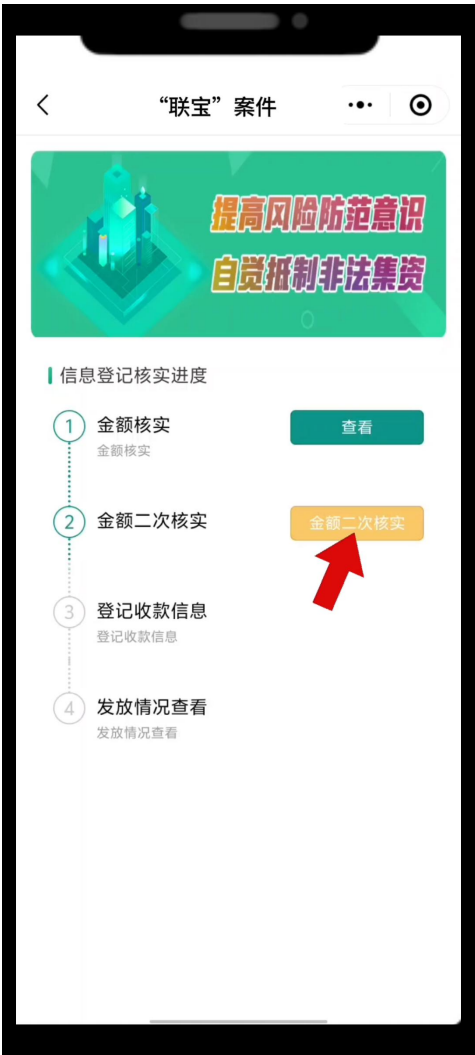 “联宝”案件
提高风险防范意识
自觉抵制非法集资
信息登记核实进度
1 金额核实 查看
金额核实
2 金额二次核实 金额二次核实
3 登记收款信息
登记收款信息
4 发放情况查看
发放情况查看